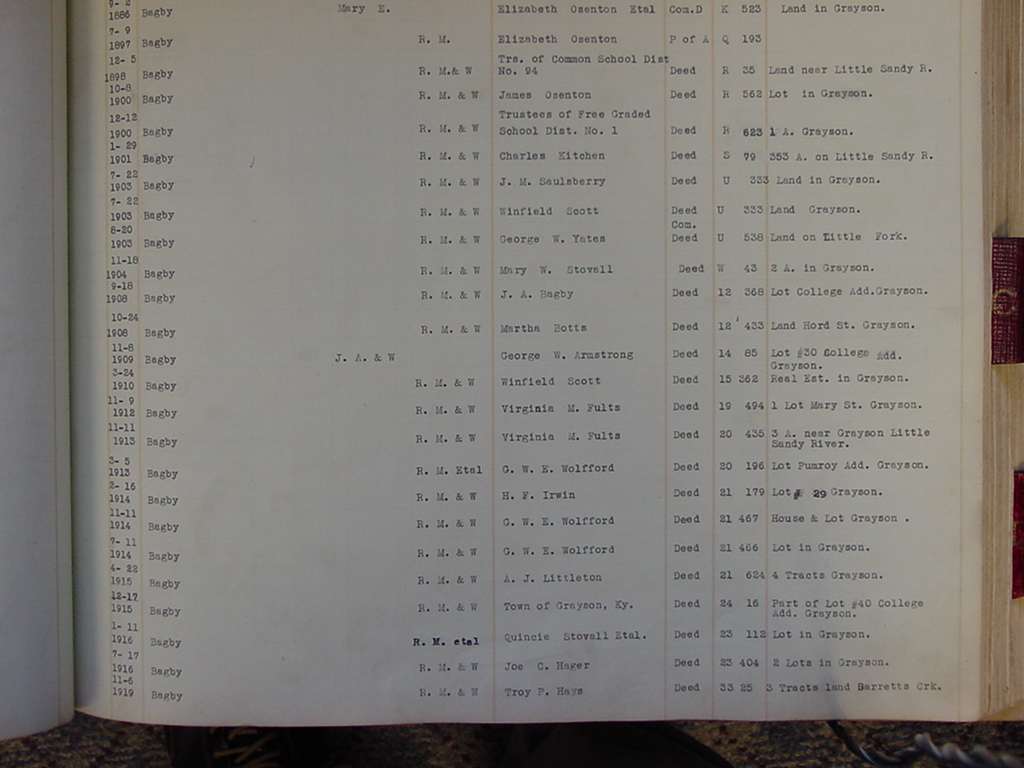 9- 2
1886 Bagby Mary E. Elizabeth Osenton Etal Com.D K 523 Land in Grayson.
7- 9
1897 Bagby R. M. Elizabeth Osenton P of A Q 193
12- 5 Trs. of Common School Dist
1898 Bagby R. M.& W No. 94 Deed R 35 Land near Little Sandy R.
10-8
1900 Bagby R. M. & W James Osenton Deed R 562 Lot in Grayson.
12-12 Trustees of Free Graded
1900 Bagby R. M. & W School Dist. No. 1 Deed R 623 1 A. Grayson.
1- 29
1901 Bagby R. M. & W Charles Kitchen Deed S 79 353 A. on Little Sandy R.
7- 22
1903 Bagby R. M. & W J. M. Saulsberry Deed U 333 Land in Grayson.
7- 22
1903 Bagby R. M. & W Winfield Scott Deed U 333 Land Grayson.
8-20 Com.
1903 Bagby R. M. & W George W. Yates Deed U 538 Land on Little Fork.
11-18
1904 Bagby R. M. & W Mary W. Stovall Deed W 43 2 A. in Grayson.
9-18
1908 Bagby R. M. & W J. A. Bagby Deed 12 368 Lot College Add.Grayson.
10-24
1908 Bagby R. M. & W Martha Botts Deed 12 433 Land Hord St. Grayson.
11-8
1909 Bagby J. A. & W George W. Armstrong Deed 14 85 Lot #30 College Add.
Grayson.
3-24
1910 Bagby R. M. & W Winfield Scott Deed 15 362 Real Est. in Grayson.
11- 9
1912 Bagby R. M. & W Virginia M. Fults Deed 19 494 1 Lot Mary St. Grayson.
11-11
1913 Bagby R. M. & W Virginia M. Fults Deed 20 435 3 A. near Grayson Little
Sandy River.
3- 5
1913 Bagby R. M. Etal G. W. E. Wolfford Deed 20 196 Lot Pumroy Add. Grayson.
2- 16
1914 Bagby R. M. & W H. F. Irwin Deed 21 179 Lot# 29 Grayson.
11-11
1914 Bagby R. M. & W G. W. E. Wolfford Deed 21 467 House & Lot Grayson .
7- 11
1914 Bagby R. M. & W G. W. E. Wolfford Deed 21 466 Lot in Grayson.
4- 22
1915 Bagby R. M. & W A. J. Littleton Deed 21 624 4 Tracts Grayson.
12-17
1915 Bagby R. M. & W Town of Grayson, Ky. Deed 24 16 Part of Lot #40 College
Add. Grayson.
1- 11
1916 Bagby R. M. etal Quincie Stovall Etal. Deed 23 112 Lot in Grayson.
7- 17
1916 Bagby R. M. & W Joe C. Hager Deed 23 404 2 Lots in Grayson.
11-6
1919 Bagby R. M. & W Troy P. Hays Deed 33 25 3 Tracts land Barretts Crk.